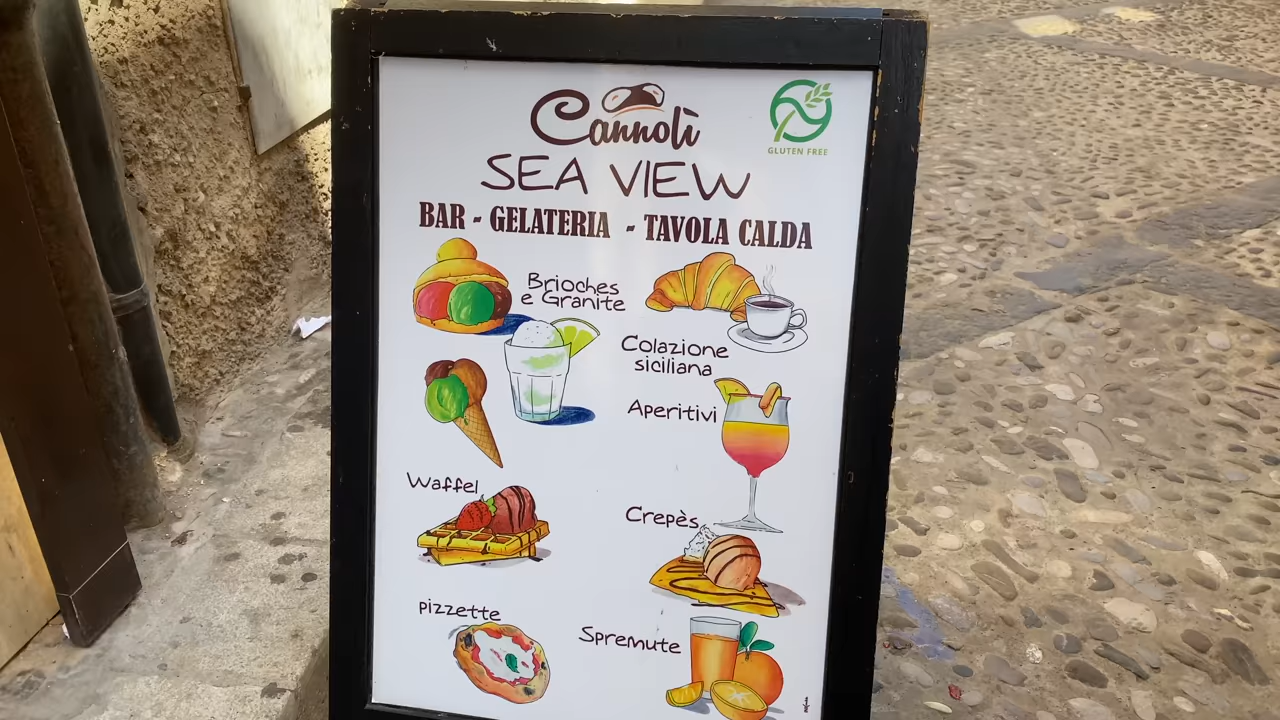 Cannolì
GLUTEN FREE
SEA VIEW
BAR - GELATERIA - TAVOLA CALDA
Brioches
e Granite
Colazione
siciliana
Aperitivi
Waffel
Crepès
pizzette
Spremute